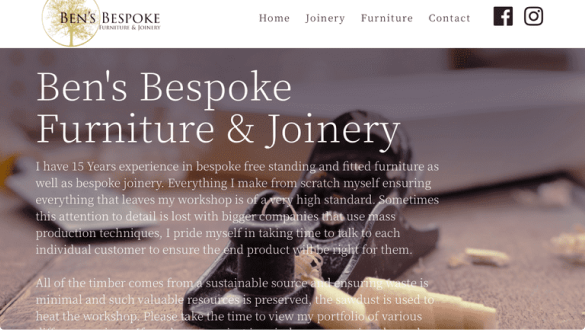 BEN'S BESPOKE
FURNITURE & JOINERY
Home Joinery Furniture Contact
Ben's Bespoke
Furniture & Joinery
I have 15 Years experience in bespoke free standing and fitted furniture as
well as bespoke joinery. Everything I make from scratch myself ensuring
everything that leaves my workshop is of a very high standard. Sometimes
this attention to detail is lost with bigger companies that use mass
production techniques, I pride myself in taking time to talk to each
individual customer to ensure the end product will be right for them.
All of the timber comes from a sustainable source and ensuring waste is
minimal and such valuable resources is preserved, the sawdust is used to
heat the workshop. Please take the time to view my portfolio of various